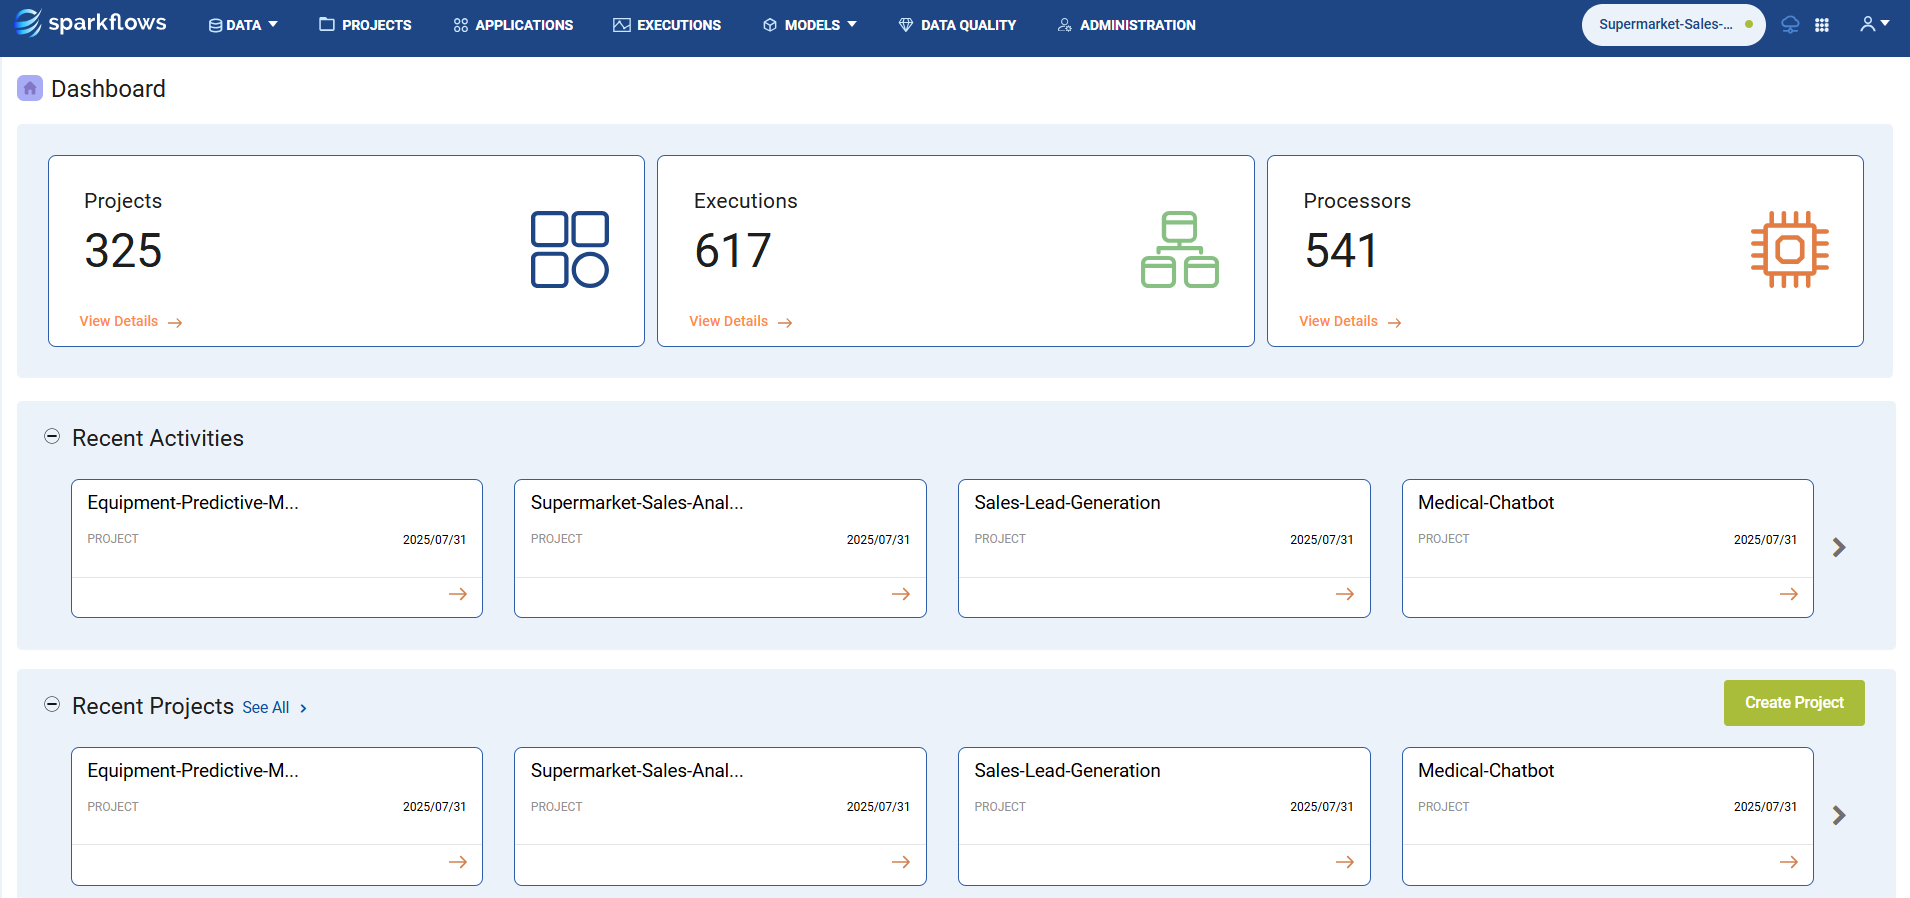 sparkflows
DATA
PROJECTS
APPLICATIONS
EXECUTIONS
MODELS
DATA QUALITY
ADMINISTRATION
Supermarket-Sales-...
Dashboard
Projects
325
View Details
Executions
617
View Details
Processors
541
View Details
Recent Activities
Equipment-Predictive-M...
PROJECT 2025/07/31
Supermarket-Sales-Anal...
PROJECT 2025/07/31
Sales-Lead-Generation
PROJECT 2025/07/31
Medical-Chatbot
PROJECT 2025/07/31
Recent Projects See All
Create Project
Equipment-Predictive-M...
PROJECT 2025/07/31
Supermarket-Sales-Anal...
PROJECT 2025/07/31
Sales-Lead-Generation
PROJECT 2025/07/31
Medical-Chatbot
PROJECT 2025/07/31